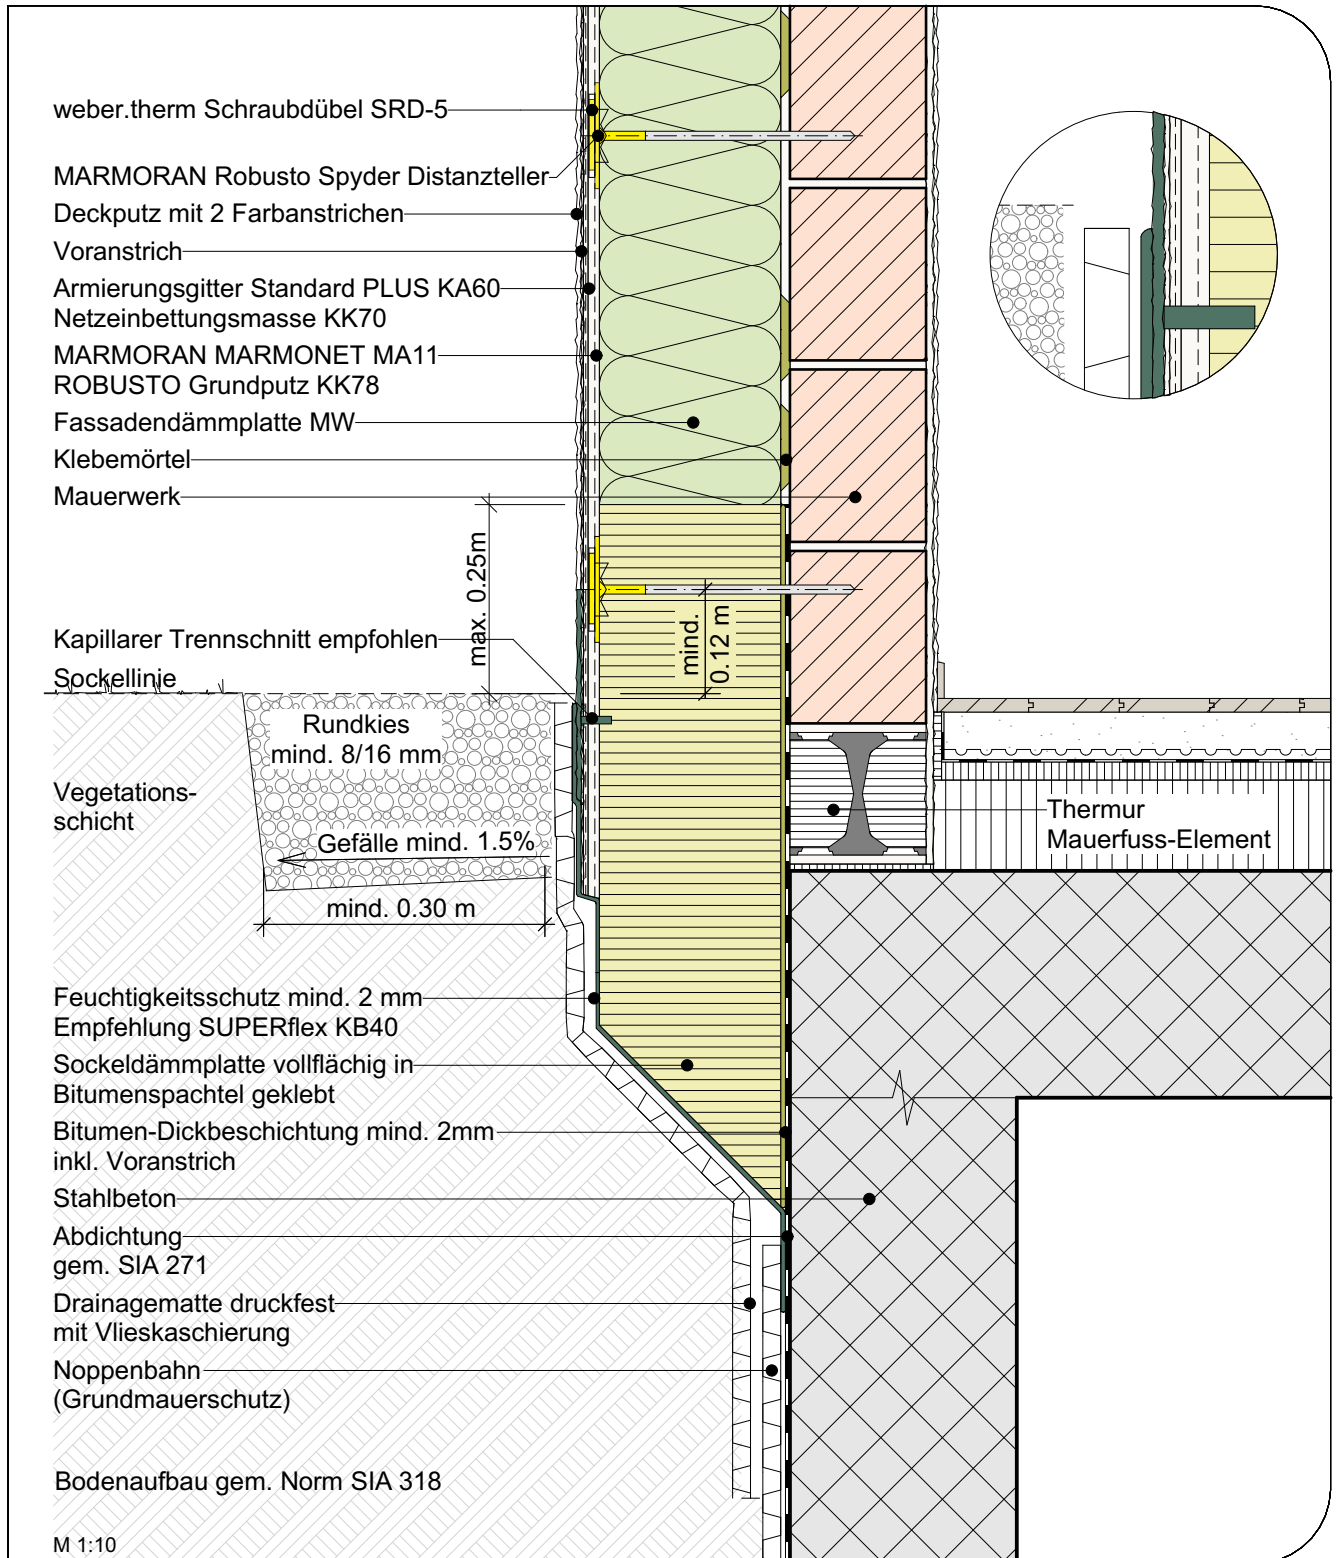 weber.therm Schraubdübel SRD-5
MARMORAN Robusto Spyder Distanzteller
Deckputz mit 2 Farbanstrichen
Voranstrich
Armierungsgitter Standard PLUS KA60
Netzeinbettungsmasse KK70
MARMORAN MARMONET MA11
ROBUSTO Grundputz KK78
Fassadendämmplatte MW
Klebemörtel
Mauerwerk
max. 0.25m
mind.
0.12 m
Kapillarer Trennschnitt empfohlen
Sockellinie
Rundkies
mind. 8/16 mm
Vegetations-
schicht
Gefälle mind. 1.5%
mind. 0.30 m
Thermur
Mauerfuss-Element
Feuchtigkeitsschutz mind. 2 mm
Empfehlung SUPERflex KB40
Sockeldämmplatte vollflächig in
Bitumenspachtel geklebt
Bitumen-Dickbeschichtung mind. 2mm
inkl. Voranstrich
Stahlbeton
Abdichtung
gem. SIA 271
Drainagematte druckfest
mit Vlieskaschierung
Noppenbahn
(Grundmauerschutz)
Bodenaufbau gem. Norm SIA 318
M 1:10